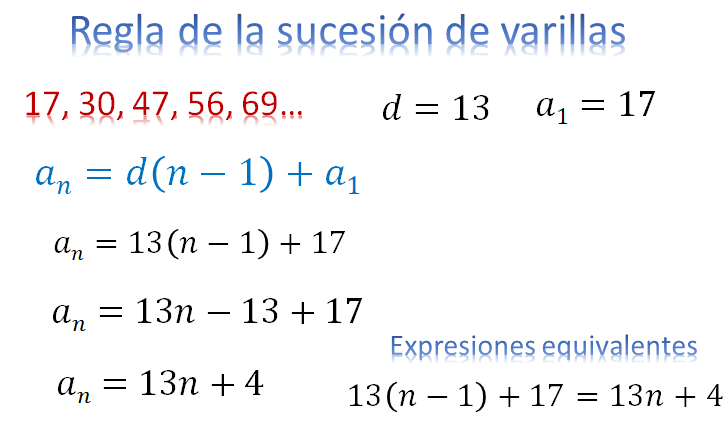 Regla de la sucesión de varillas
17, 30, 47, 56, 69… d = 13 a₁ = 17
aₙ = d(n − 1) + a₁
aₙ = 13(n − 1) + 17
aₙ = 13n − 13 + 17
aₙ = 13n + 4
Expresiones equivalentes
13(n − 1) + 17 = 13n + 4